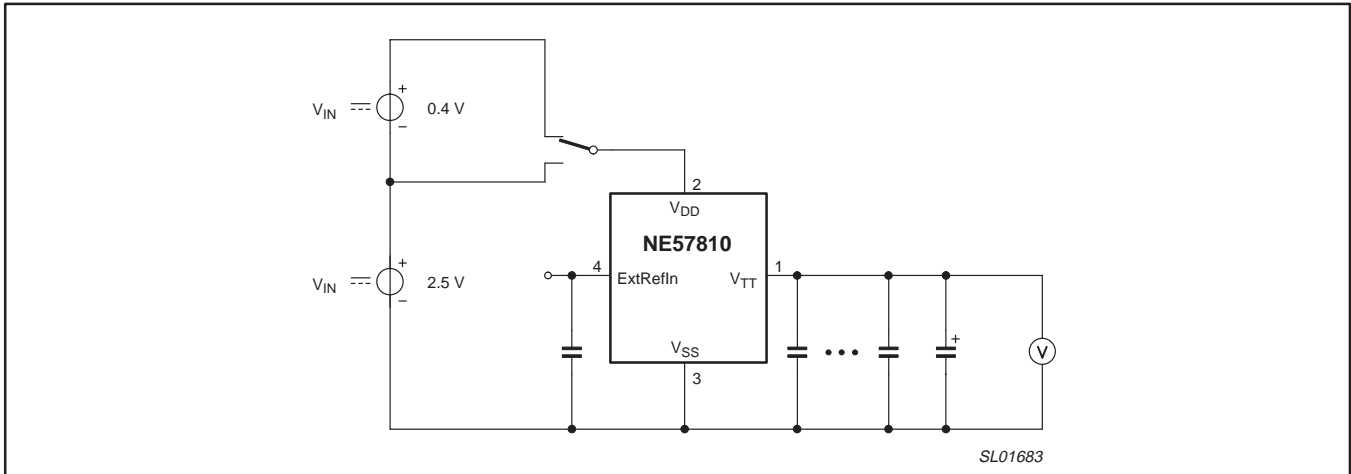 V_IN + 0.4 V
–
2
V_DD
NE57810
4 ExtRefIn V_TT 1
V_IN + 2.5 V
–
V_SS
3
+
V
SL01683